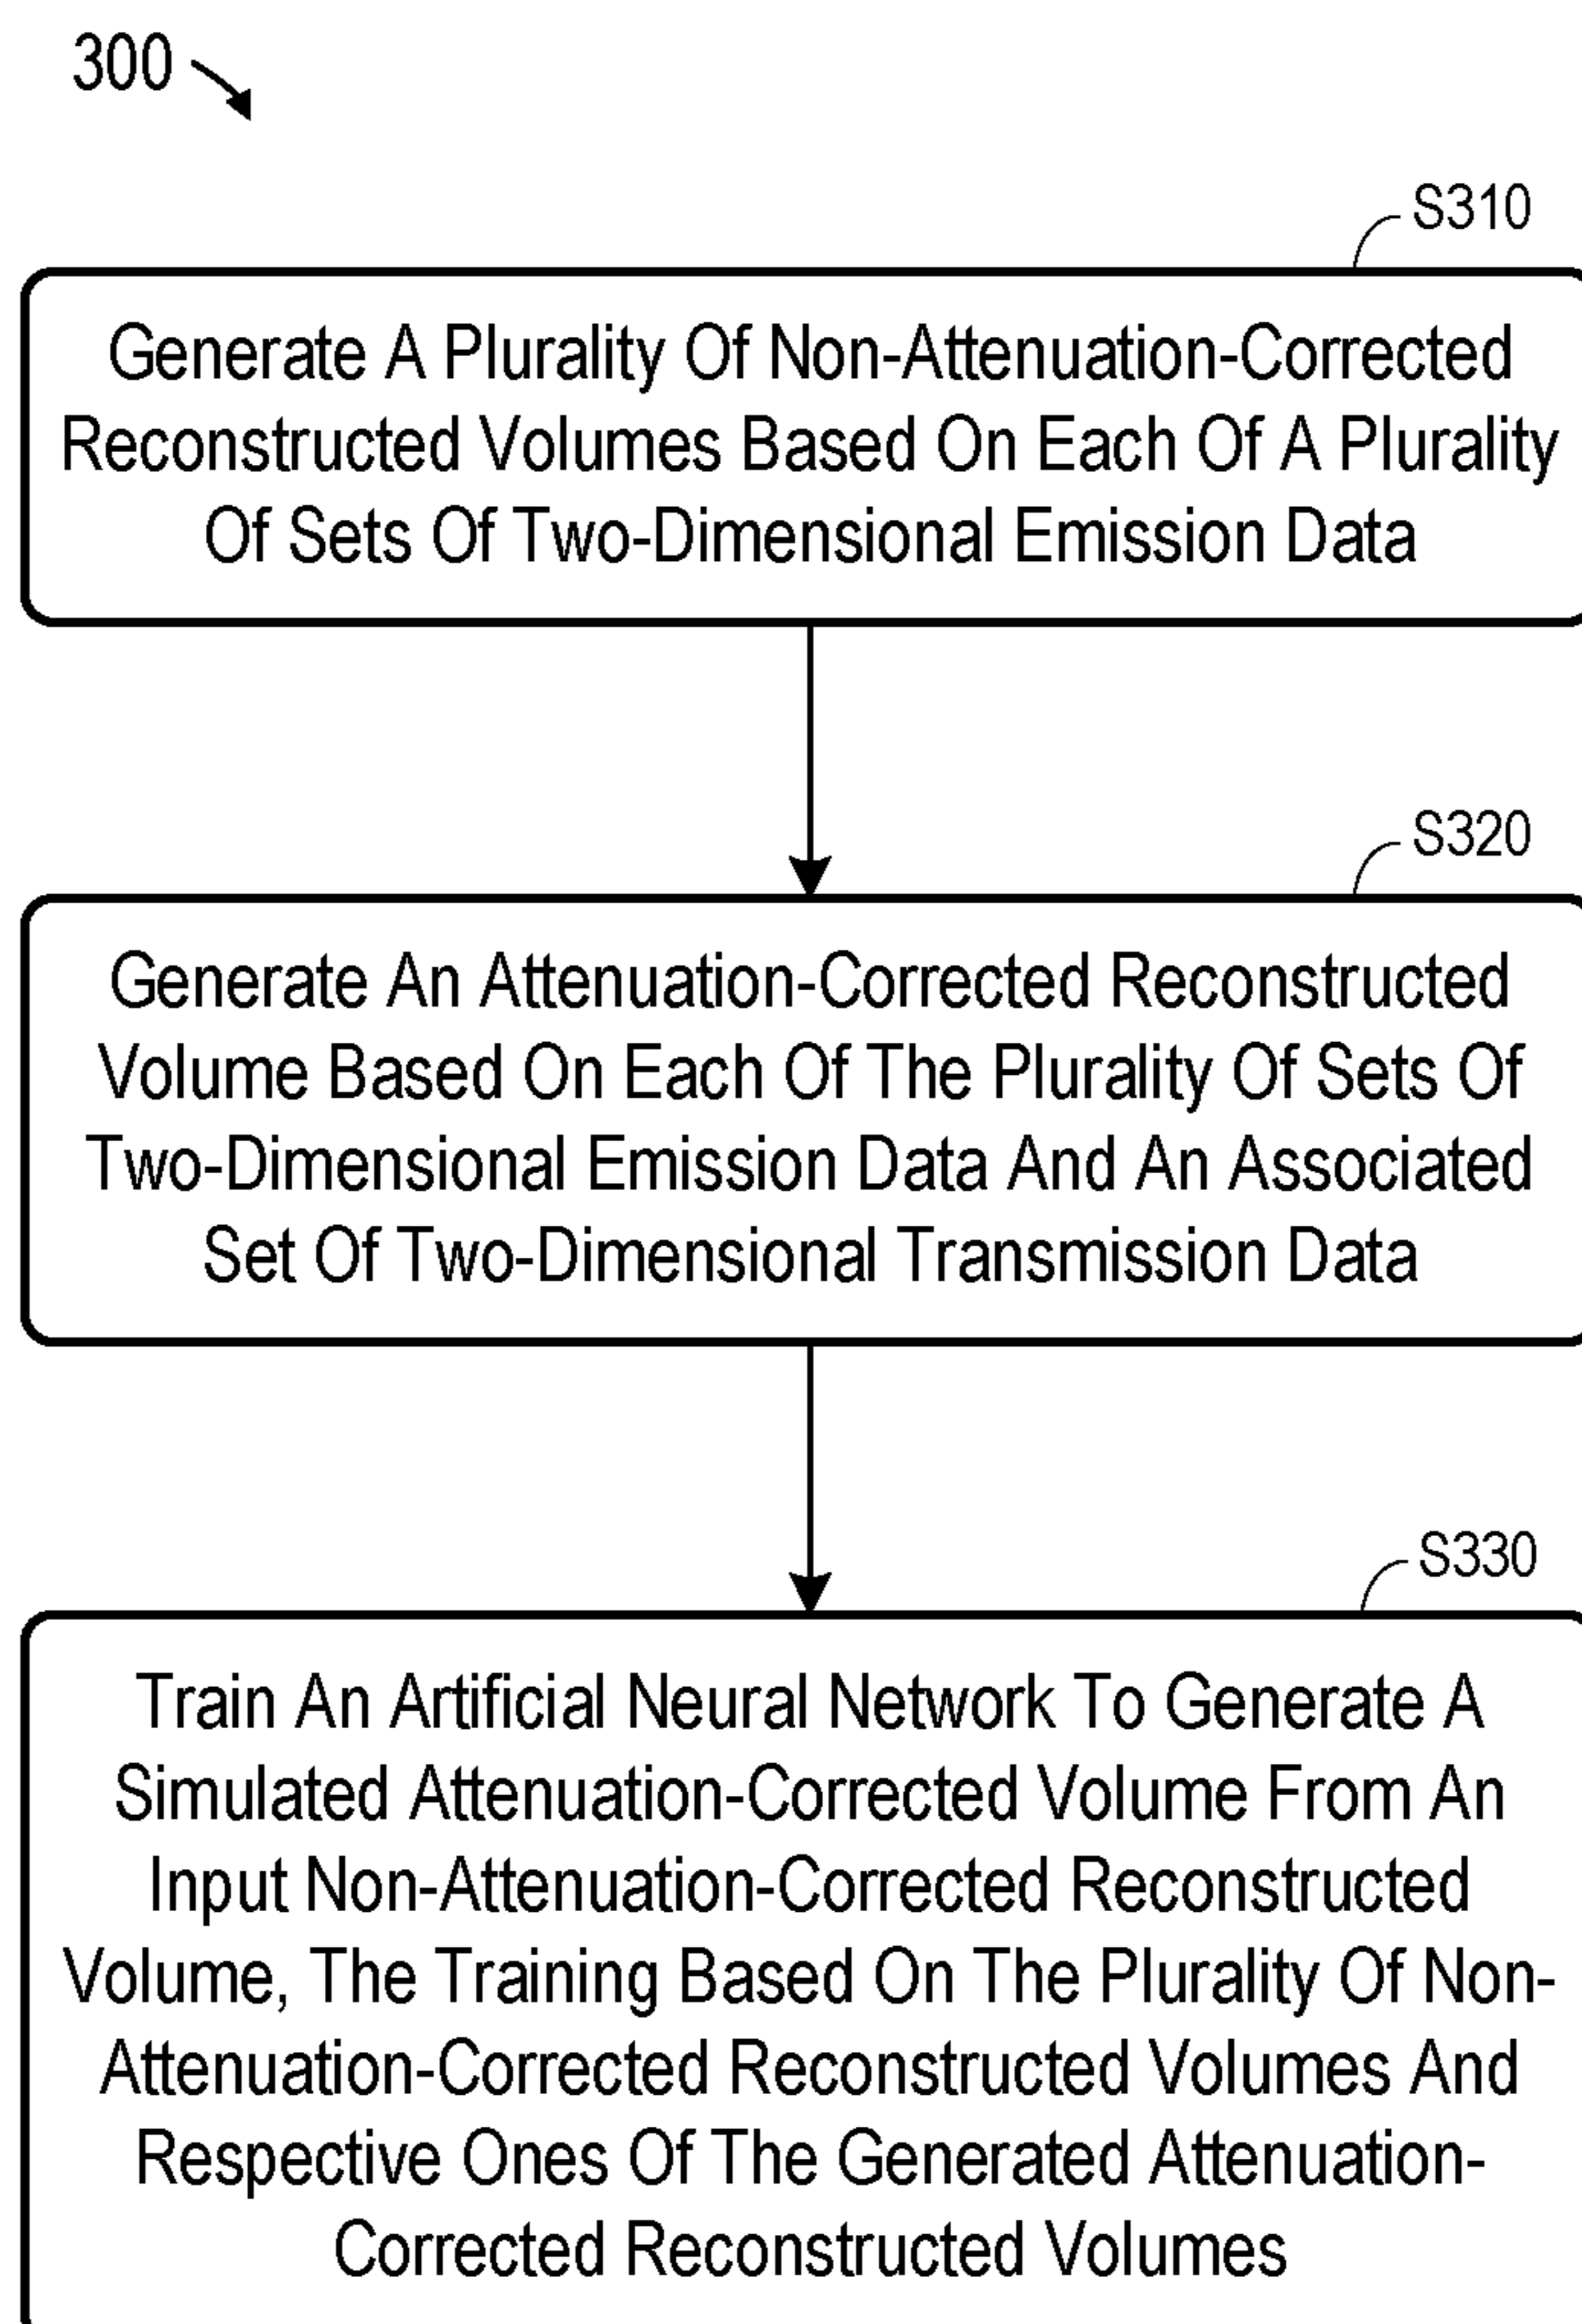 300
S310
Generate A Plurality Of Non-Attenuation-Corrected
Reconstructed Volumes Based On Each Of A Plurality
Of Sets Of Two-Dimensional Emission Data
S320
Generate An Attenuation-Corrected Reconstructed
Volume Based On Each Of The Plurality Of Sets Of
Two-Dimensional Emission Data And An Associated
Set Of Two-Dimensional Transmission Data
S330
Train An Artificial Neural Network To Generate A
Simulated Attenuation-Corrected Volume From An
Input Non-Attenuation-Corrected Reconstructed
Volume, The Training Based On The Plurality Of Non-
Attenuation-Corrected Reconstructed Volumes And
Respective Ones Of The Generated Attenuation-
Corrected Reconstructed Volumes